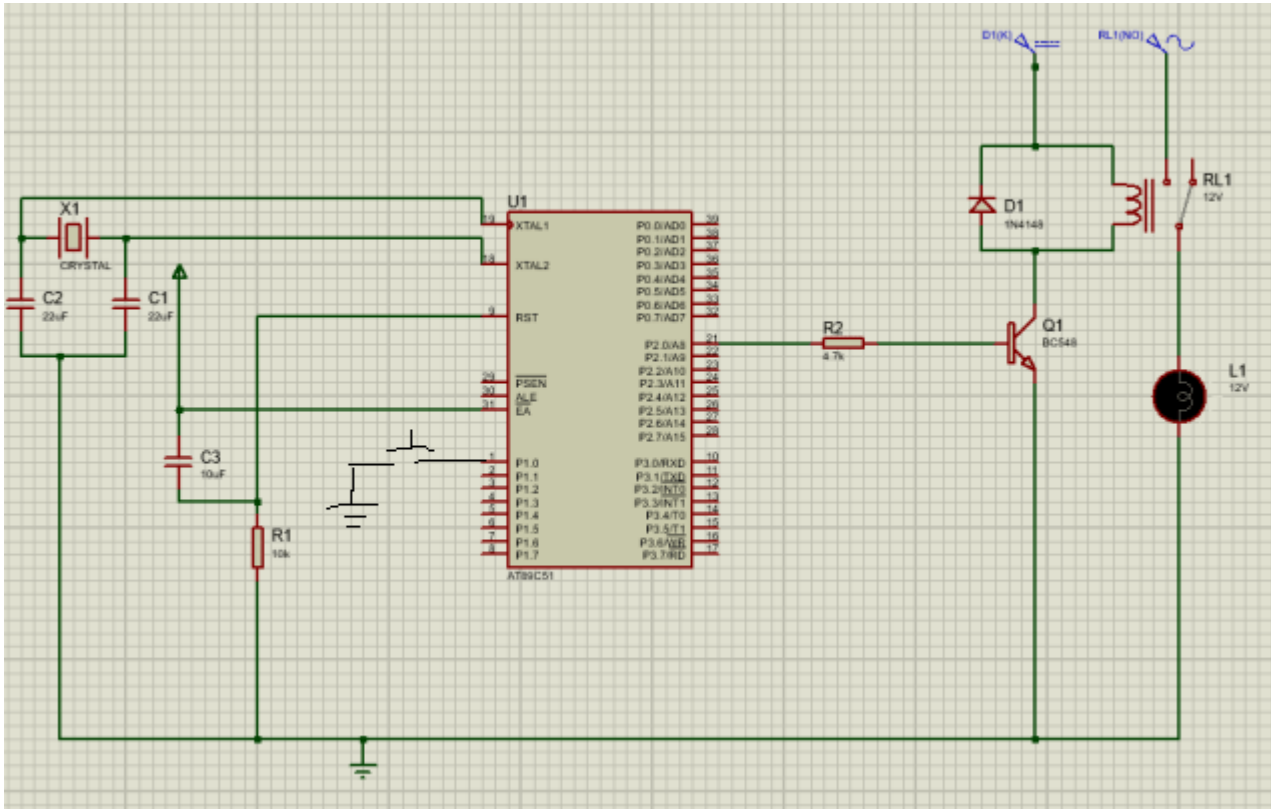 D1(K)
RL1(NO)
X1
CRYSTAL
C2
22uF
C1
22uF
C3
10uF
R1
10k
U1
19
XTAL1
18
XTAL2
9
RST
29
PSEN
30
ALE
31
EA
1
P1.0
2
P1.1
3
P1.2
4
P1.3
5
P1.4
6
P1.5
7
P1.6
8
P1.7
P0.0/AD0
39
P0.1/AD1
38
P0.2/AD2
37
P0.3/AD3
36
P0.4/AD4
35
P0.5/AD5
34
P0.6/AD6
33
P0.7/AD7
32
P2.0/A8
21
P2.1/A9
22
P2.2/A10
23
P2.3/A11
24
P2.4/A12
25
P2.5/A13
26
P2.6/A14
27
P2.7/A15
28
P3.0/RXD
10
P3.1/TXD
11
P3.2/INT0
12
P3.3/INT1
13
P3.4/T0
14
P3.5/T1
15
P3.6/WR
16
P3.7/RD
17
AT89C51
R2
4.7k
D1
1N4148
Q1
BC548
RL1
12V
L1
12V